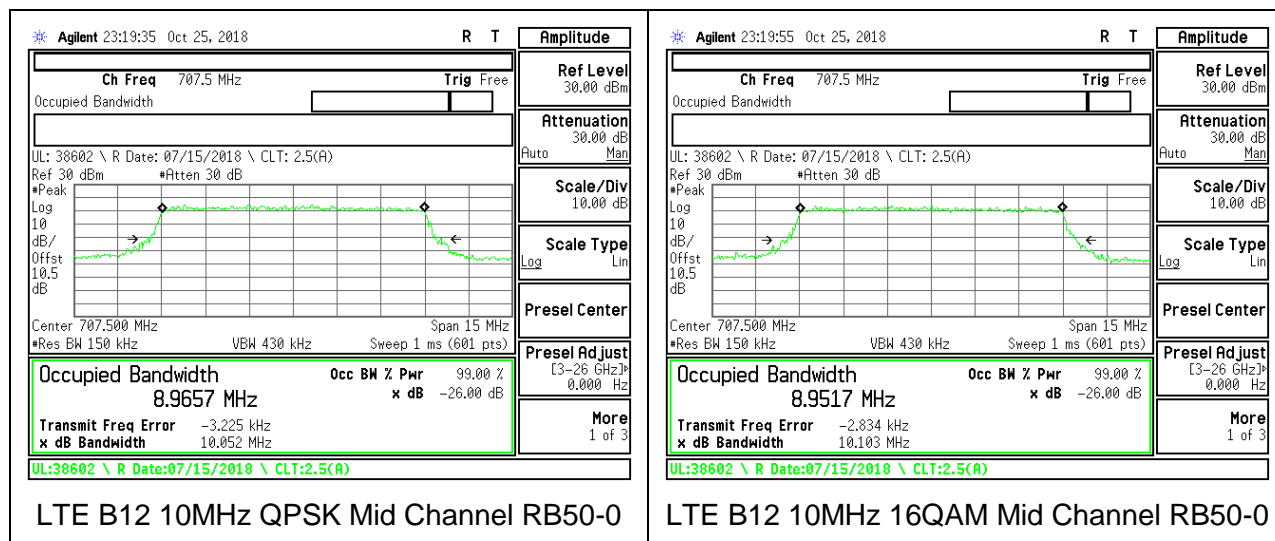 Agilent 23:19:35 Oct 25, 2018 R T
Amplitude
Ch Freq 707.5 MHz Trig Free
Occupied Bandwidth
UL: 38602 \ R Date: 07/15/2018 \ CLT: 2.5(A)
Ref 30 dBm #Atten 30 dB
#Peak
Log
10
dB/
Offst
10.5
dB
Center 707.500 MHz Span 15 MHz
#Res BW 150 kHz VBW 430 kHz Sweep 1 ms (601 pts)
Occupied Bandwidth Occ BW % Pwr 99.00 %
8.9657 MHz x dB -26.00 dB
Transmit Freq Error -3.225 kHz
x dB Bandwidth 10.052 MHz
UL:38602 \ R Date:07/15/2018 \ CLT:2.5(A)
Ref Level
30.00 dBm
Attenuation
30.00 dB
Auto Man
Scale/Div
10.00 dB
Scale Type
Log Lin
Presel Center
Presel Adjust
[3-26 GHz]
0.000 Hz
More
1 of 3
LTE B12 10MHz QPSK Mid Channel RB50-0
Agilent 23:19:55 Oct 25, 2018 R T
Amplitude
Ch Freq 707.5 MHz Trig Free
Occupied Bandwidth
UL: 38602 \ R Date: 07/15/2018 \ CLT: 2.5(A)
Ref 30 dBm #Atten 30 dB
#Peak
Log
10
dB/
Offst
10.5
dB
Center 707.500 MHz Span 15 MHz
#Res BW 150 kHz VBW 430 kHz Sweep 1 ms (601 pts)
Occupied Bandwidth Occ BW % Pwr 99.00 %
8.9517 MHz x dB -26.00 dB
Transmit Freq Error -2.834 kHz
x dB Bandwidth 10.103 MHz
UL:38602 \ R Date:07/15/2018 \ CLT:2.5(A)
Ref Level
30.00 dBm
Attenuation
30.00 dB
Auto Man
Scale/Div
10.00 dB
Scale Type
Log Lin
Presel Center
Presel Adjust
[3-26 GHz]
0.000 Hz
More
1 of 3
LTE B12 10MHz 16QAM Mid Channel RB50-0